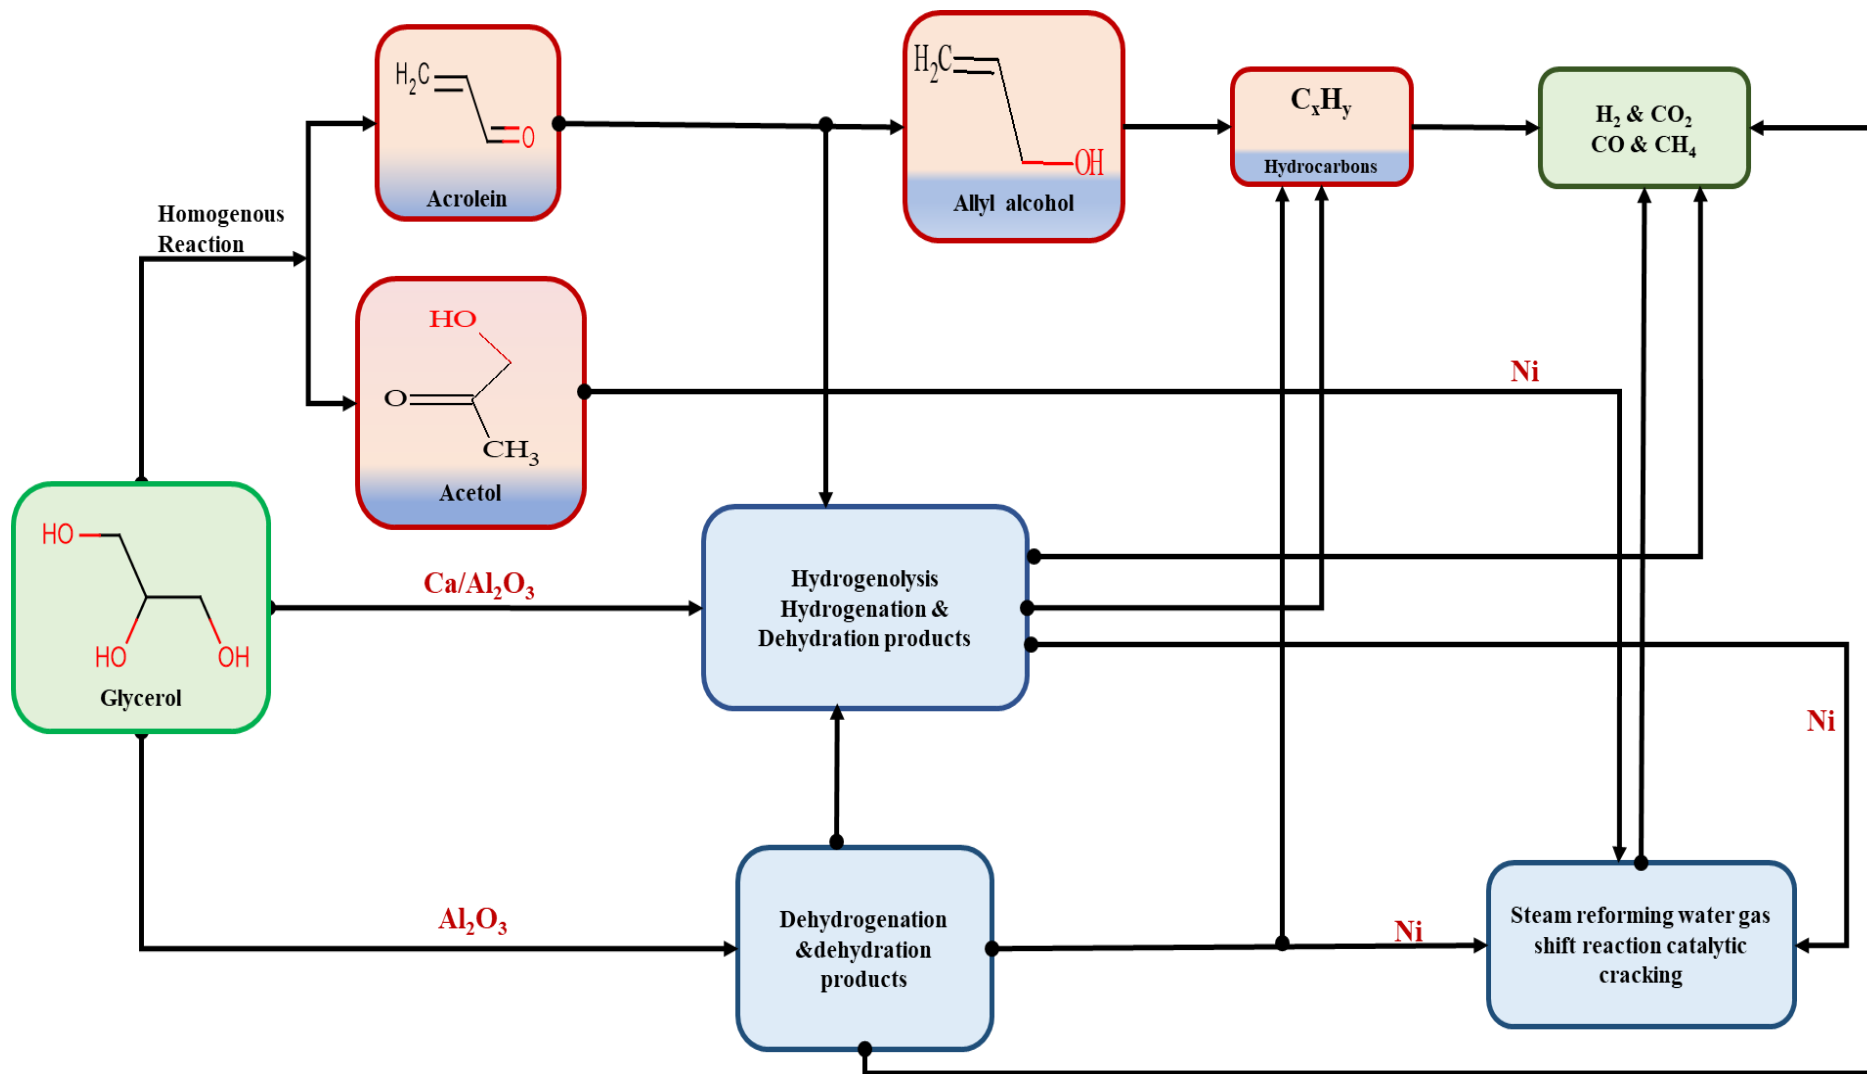 H₂C
O
Acrolein
H₂C
OH
Allyl alcohol
CₓHᵧ
Hydrocarbons
H₂ & CO₂
CO & CH₄
Homogenous
Reaction
HO
O
CH₃
Acetol
Ni
HO
HO
OH
Glycerol
Ca/Al₂O₃
Hydrogenolysis
Hydrogenation &
Dehydration products
Ni
Al₂O₃
Dehydrogenation
&dehydration
products
Ni
Steam reforming water gas
shift reaction catalytic
cracking